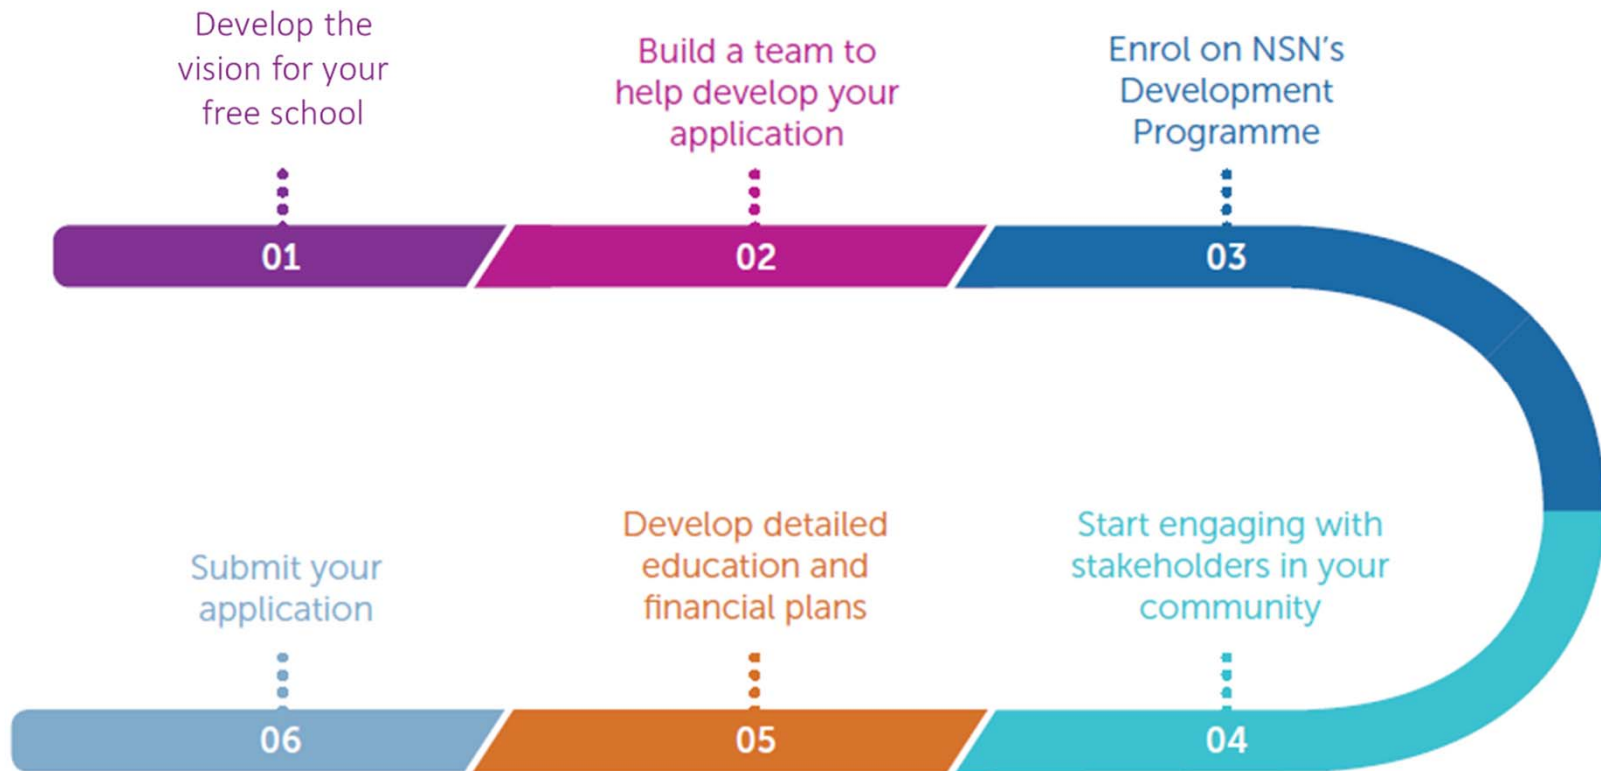 Develop the
vision for your
free school
01
Build a team to
help develop your
application
02
Enrol on NSN's
Development
Programme
03
Start engaging with
stakeholders in your
community
04
Develop detailed
education and
financial plans
05
Submit your
application
06